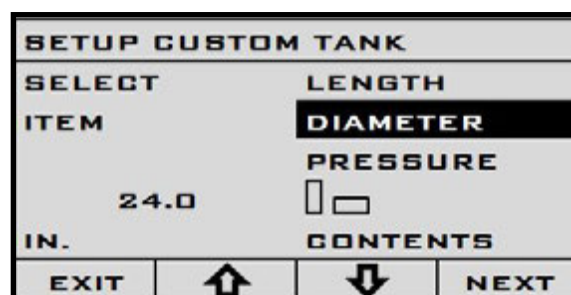 SETUP CUSTOM TANK
SELECT LENGTH
ITEM DIAMETER
PRESSURE
24.0
IN. CONTENTS
EXIT NEXT